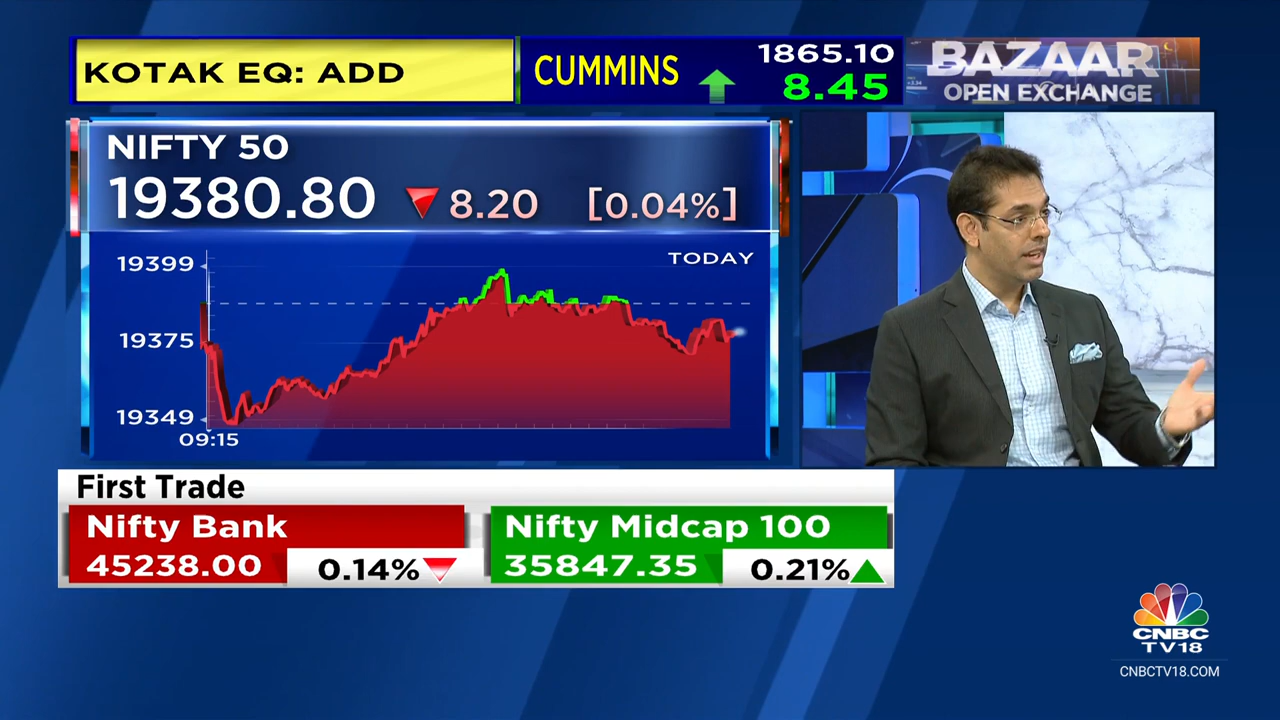 KOTAK EQ: ADD
CUMMINS
1865.10
8.45
BAZAAR
OPEN EXCHANGE
NIFTY 50
19380.80 8.20 [0.04%]
TODAY
19399
19375
19349
09:15
First Trade
Nifty Bank
45238.00 0.14%
Nifty Midcap 100
35847.35 0.21%
CNBC
TV18
CNBCTV18.COM